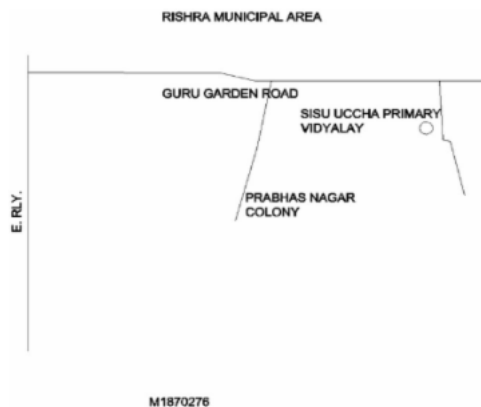 RISHRA MUNICIPAL AREA
GURU GARDEN ROAD
SISU UCCHA PRIMARY
VIDYALAY
E. RLY.
PRABHAS NAGAR
COLONY
M1870276